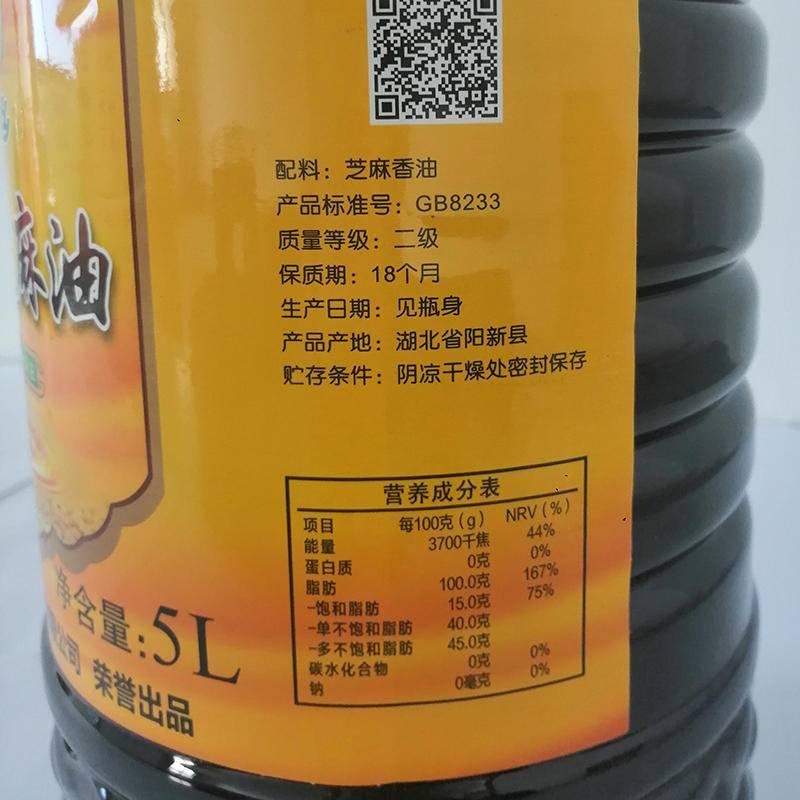 麻油
配料：芝麻香油
产品标准号：GB8233
质量等级：二级
保质期：18个月
生产日期：见瓶身
产品产地：湖北省阳新县
贮存条件：阴凉干燥处密封保存
营养成分表
项目 每100克(g) NRV(%)
能量 3700千焦 44%
蛋白质 0克 0%
脂肪 100.0克 167%
-饱和脂肪 15.0克 75%
-单不饱和脂肪 40.0克
-多不饱和脂肪 45.0克
碳水化合物 0克 0%
钠 0毫克 0%
净含量:5L
公司 荣誉出品